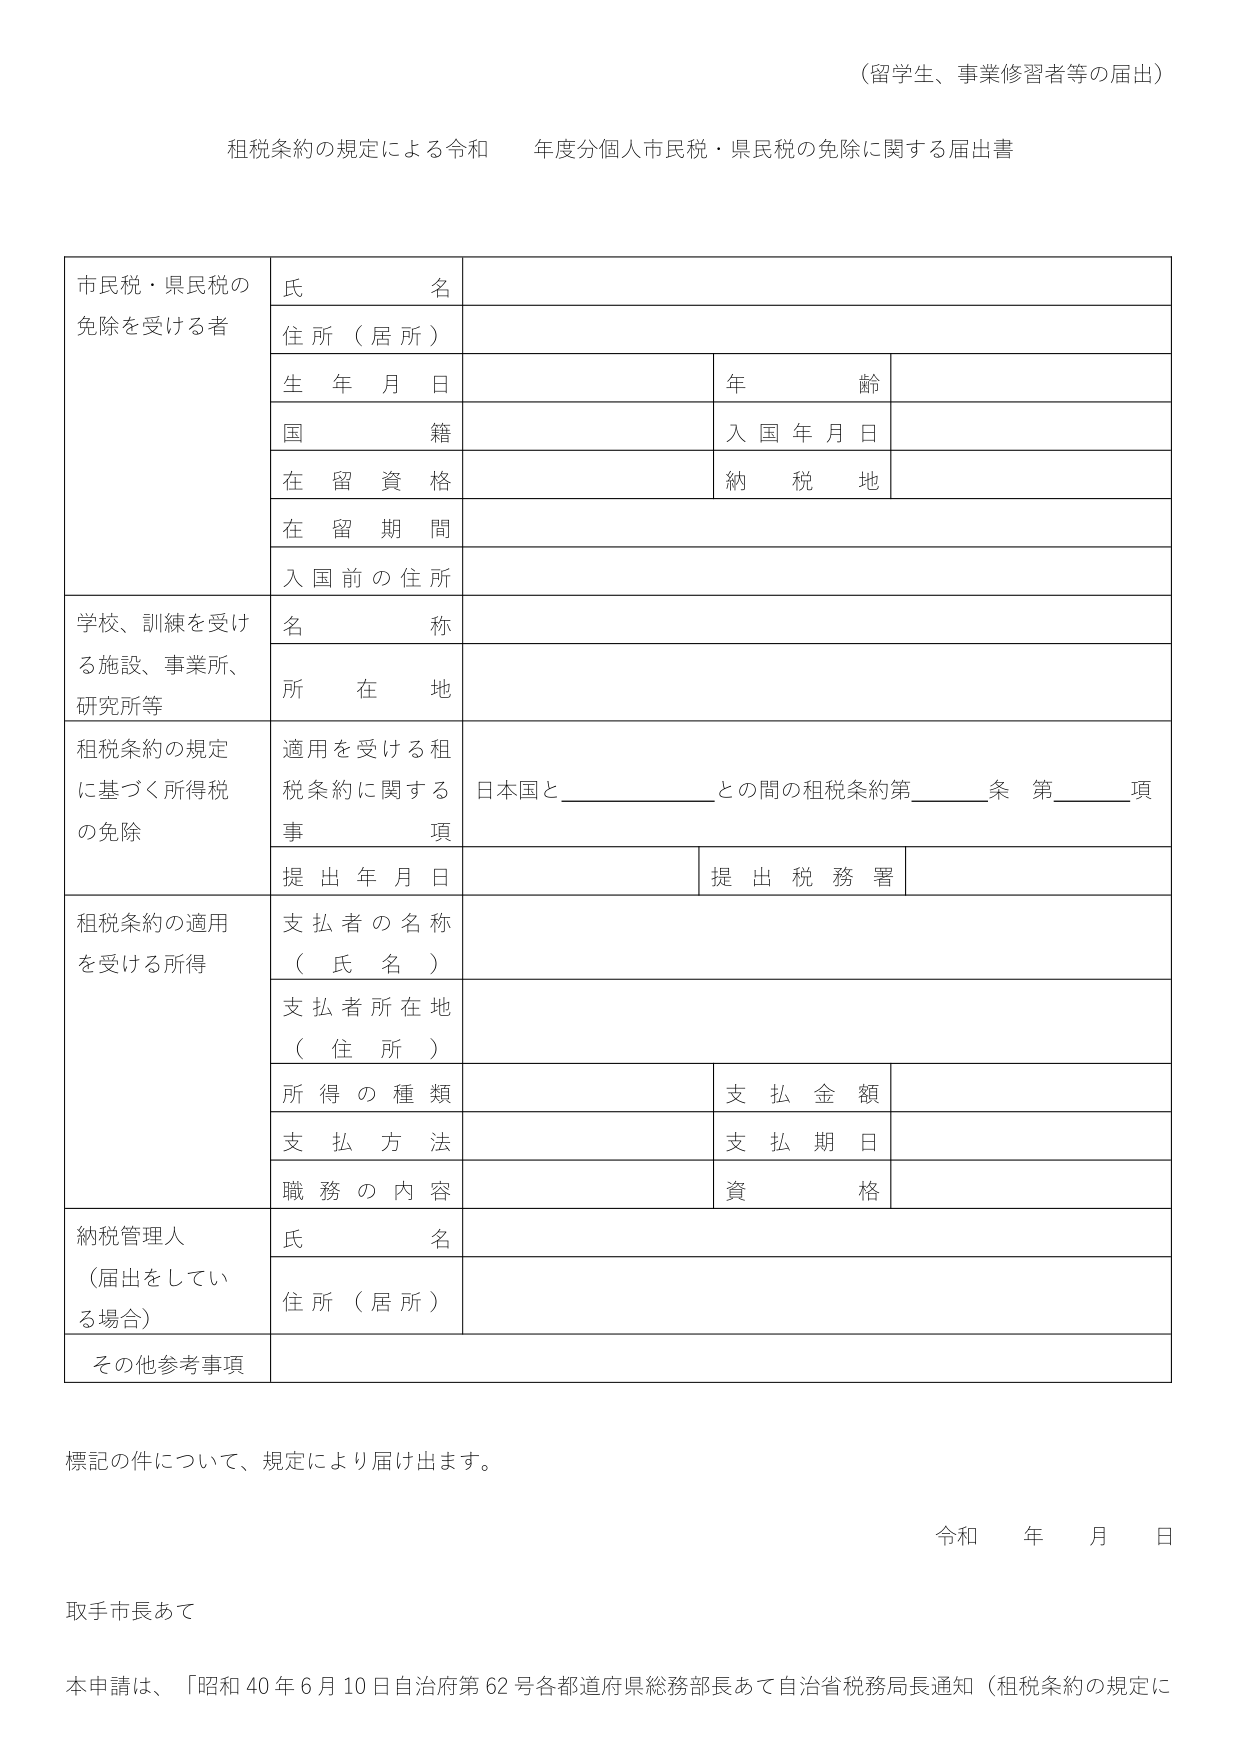 （留学生、事業修習者等の届出）
租税条約の規定による令和　　年度分個人市民税・県民税の免除に関する届出書
市民税・県民税の
免除を受ける者
氏名
住所（居所）
生年月日
年齢
国籍
入国年月日
在留資格
納税地
在留期間
入国前の住所
学校、訓練を受け
る施設、事業所、
研究所等
名称
所在地
租税条約の規定
に基づく所得税
の免除
適用を受ける租
税条約に関する
事項
日本国と＿＿＿＿＿＿＿との間の租税条約第＿＿＿条　第＿＿＿項
提出年月日
提出税務署
租税条約の適用
を受ける所得
支払者の名称
（氏名）
支払者所在地
（住所）
所得の種類
支払金額
支払方法
支払期日
職務の内容
資格
納税管理人
（届出をしてい
る場合）
氏名
住所（居所）
その他参考事項
標記の件について、規定により届け出ます。
令和　　年　　月　　日
取手市長あて
本申請は、「昭和 40 年 6 月 10 日自治府第 62 号各都道府県総務部長あて自治省税務局長通知（租税条約の規定に